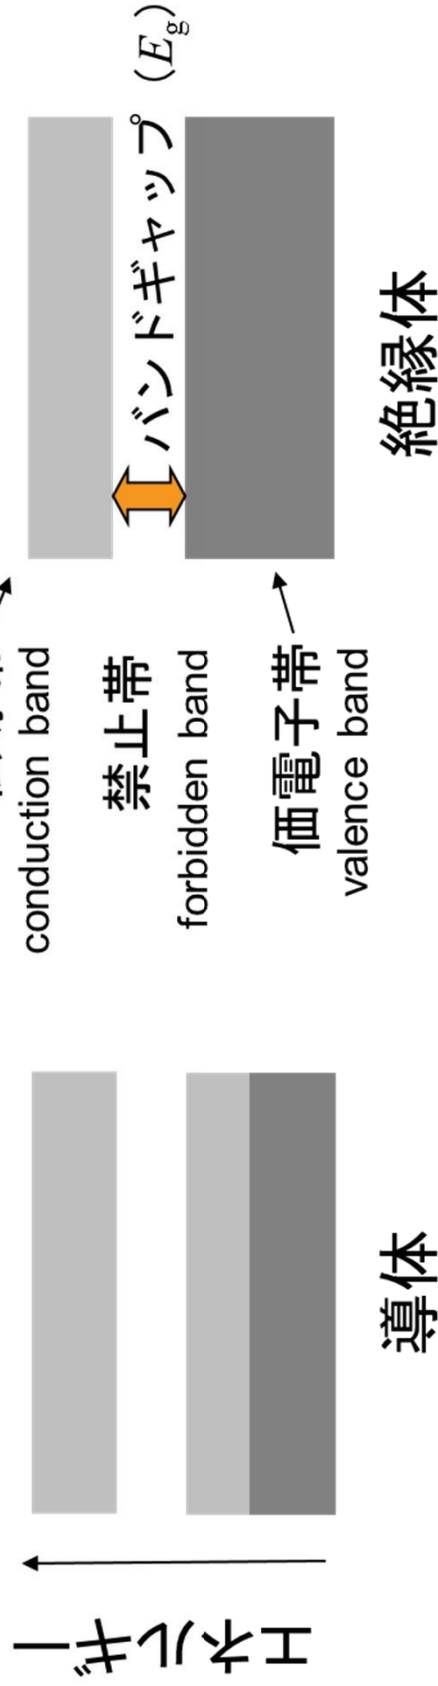 エネルギー
conduction band
禁止帯
forbidden band
価電子帯
valence band
バンドギャップ (Eg)
導体
絶縁体